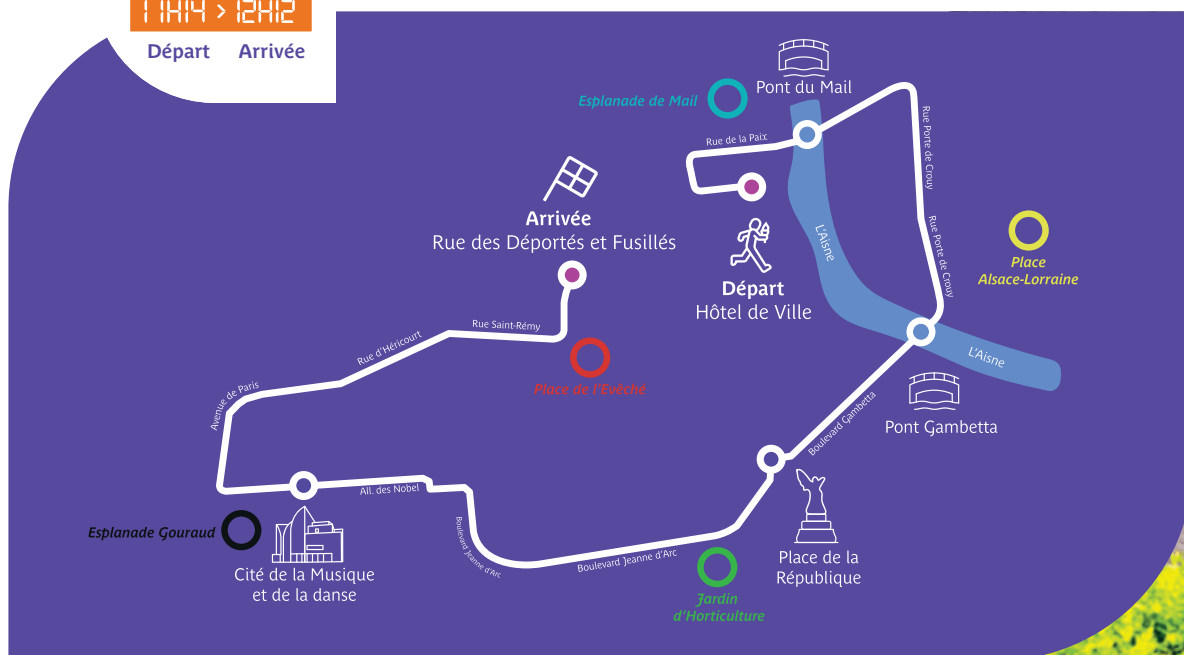 11H14 > 12H12
Départ Arrivée
Pont du Mail
Esplanade de Mail
Rue de la Paix
Rue Porte de Crouy
Arrivée
Rue des Déportés et Fusillés
L'Aisne
Rue Porte de Crouy
Place
Alsace-Lorraine
Départ
Hôtel de Ville
Rue Saint-Rémy
Rue d'Héricourt
L'Aisne
Place de l'Evêché
Avenue de Paris
Boulevard Gambetta
Pont Gambetta
All. des Nobel
Esplanade Gouraud
Boulevard Jeanne d'Arc
Boulevard Jeanne d'Arc
Place de la
République
Cité de la Musique
et de la danse
Jardin
d'Horticulture